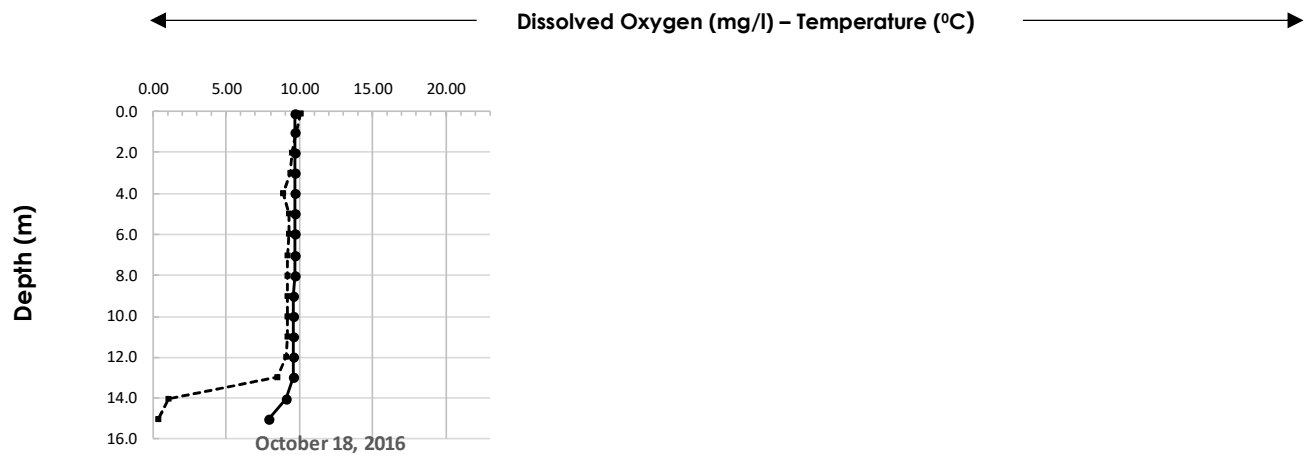 Dissolved Oxygen (mg/l) – Temperature (⁰C)
0.00 5.00 10.00 15.00 20.00
0.0
2.0
4.0
6.0
8.0
10.0
12.0
14.0
16.0
Depth (m)
October 18, 2016